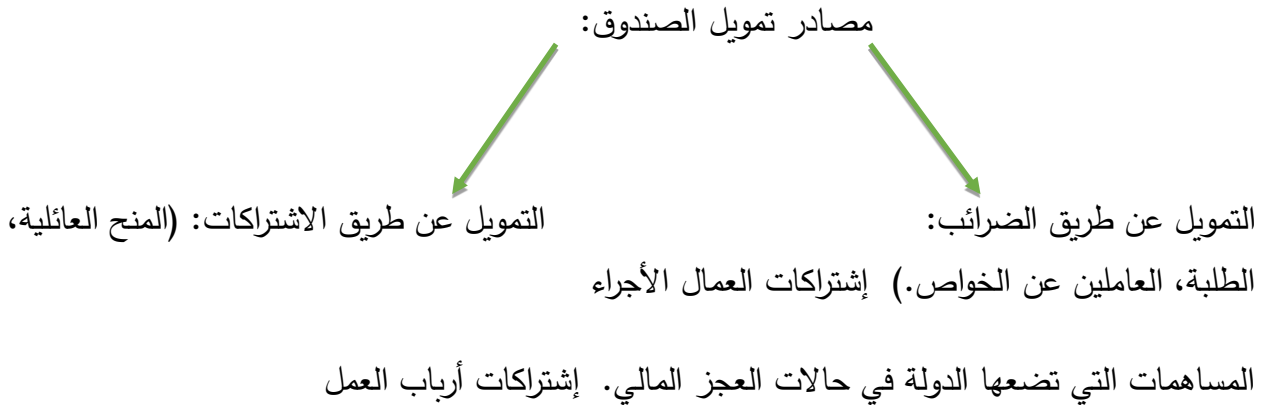 مصادر تمويل الصندوق:
التمويل عن طريق الضرائب: التمويل عن طريق الاشتراكات: (المنح العائلية،
الطلبة، العاملين عن الخواص.) إشتراكات العمال الأجراء
المساهمات التي تضعها الدولة في حالات العجز المالي. إشتراكات أرباب العمل